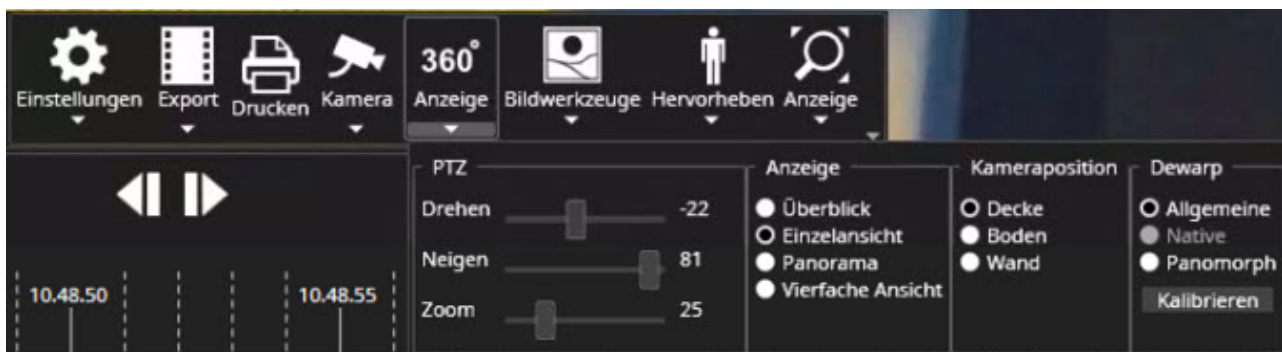 Einstellungen
Export
Drucken
Kamera
360°
Anzeige
Bildwerkzeuge
Hervorheben
Anzeige
PTZ
Drehen -22
Neigen 81
Zoom 25
Anzeige
Überblick
Einzelansicht
Panorama
Vierfache Ansicht
Kameraposition
Decke
Boden
Wand
Dewarp
Allgemeine
Native
Panomorph
Kalibrieren
10.48.50
10.48.55